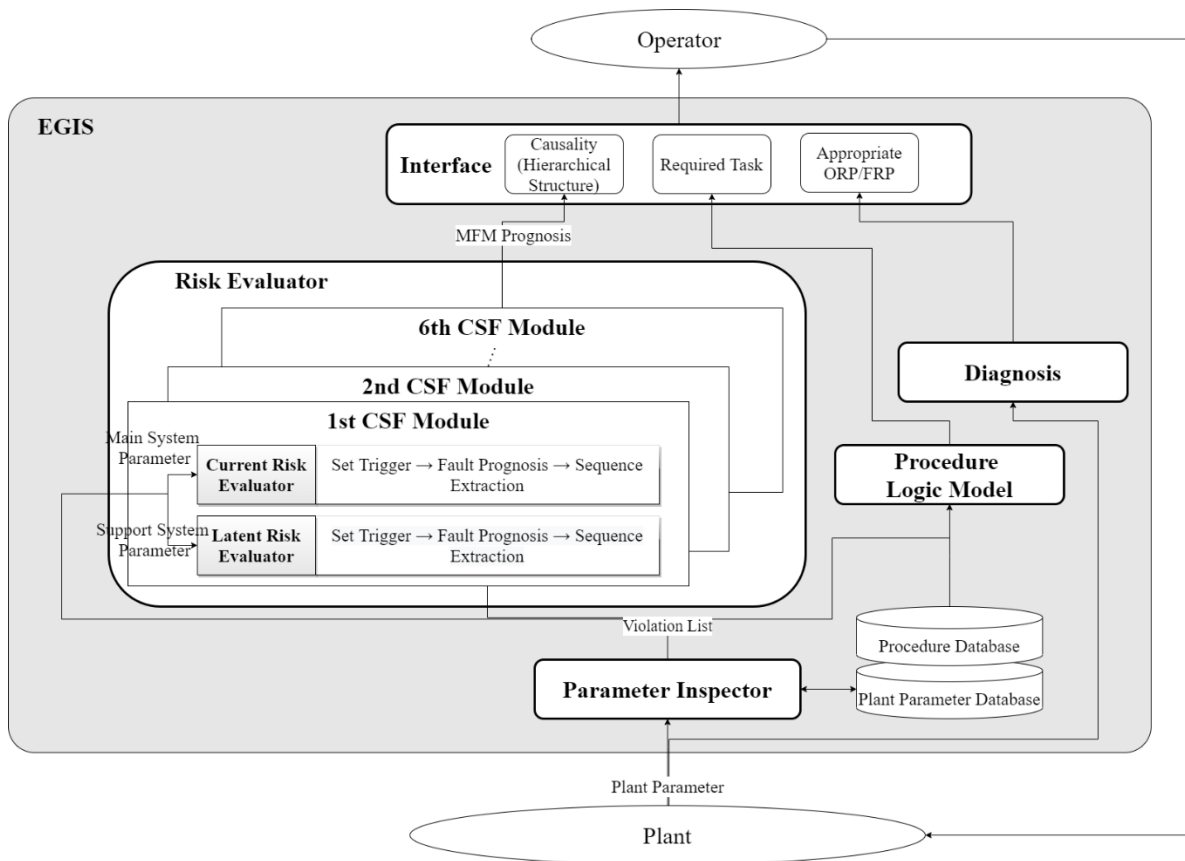 Operator
EGIS
Interface
Causality
(Hierarchical
Structure)
Required Task
Appropriate
ORP/FRP
MFM Prognosis
Risk Evaluator
6th CSF Module
2nd CSF Module
1st CSF Module
Main System
Parameter
Current Risk
Evaluator
Set Trigger → Fault Prognosis → Sequence
Extraction
Support System
Parameter
Latent Risk
Evaluator
Set Trigger → Fault Prognosis → Sequence
Extraction
Diagnosis
Procedure
Logic Model
Violation List
Procedure Database
Parameter Inspector
Plant Parameter Database
Plant Parameter
Plant